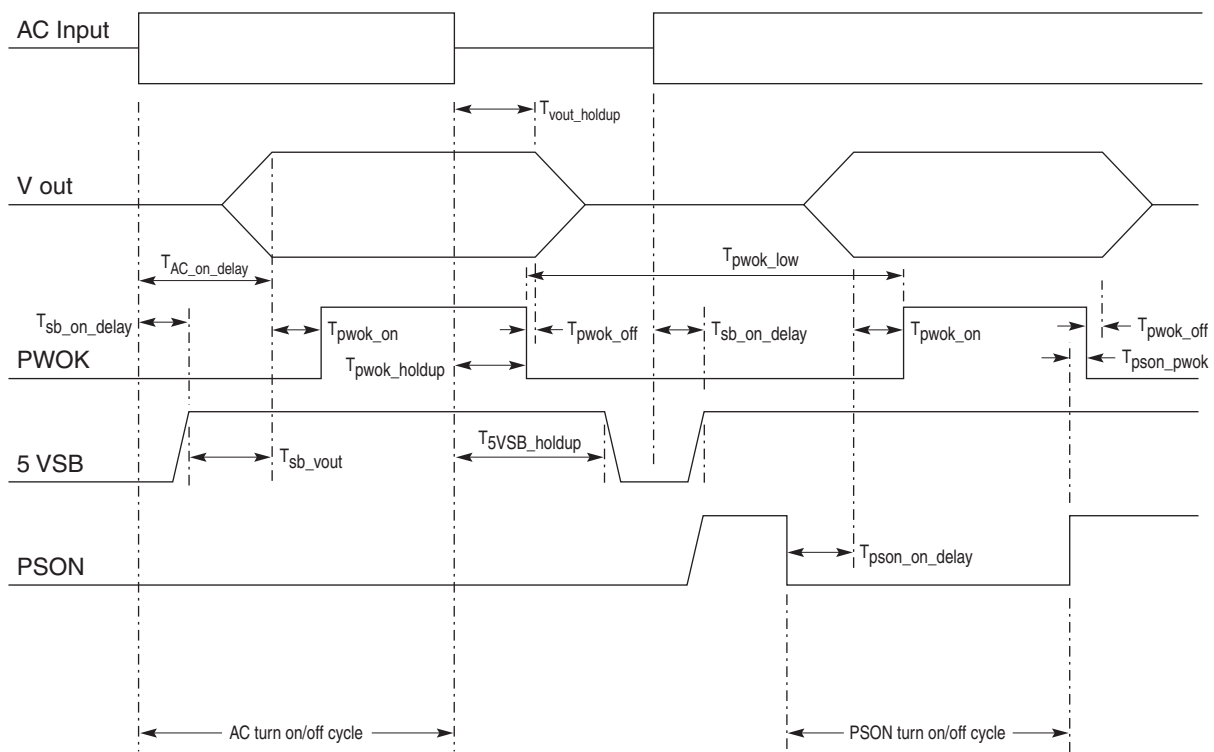 AC Input
T_vout_holdup
V out
T_AC_on_delay
T_pwok_low
T_sb_on_delay
T_pwok_on
T_pwok_off
T_sb_on_delay
T_pwok_on
T_pwok_off
PWOK
T_pwok_holdup
T_pson_pwok
T_5VSB_holdup
5 VSB
T_sb_vout
PSON
T_pson_on_delay
AC turn on/off cycle
PSON turn on/off cycle